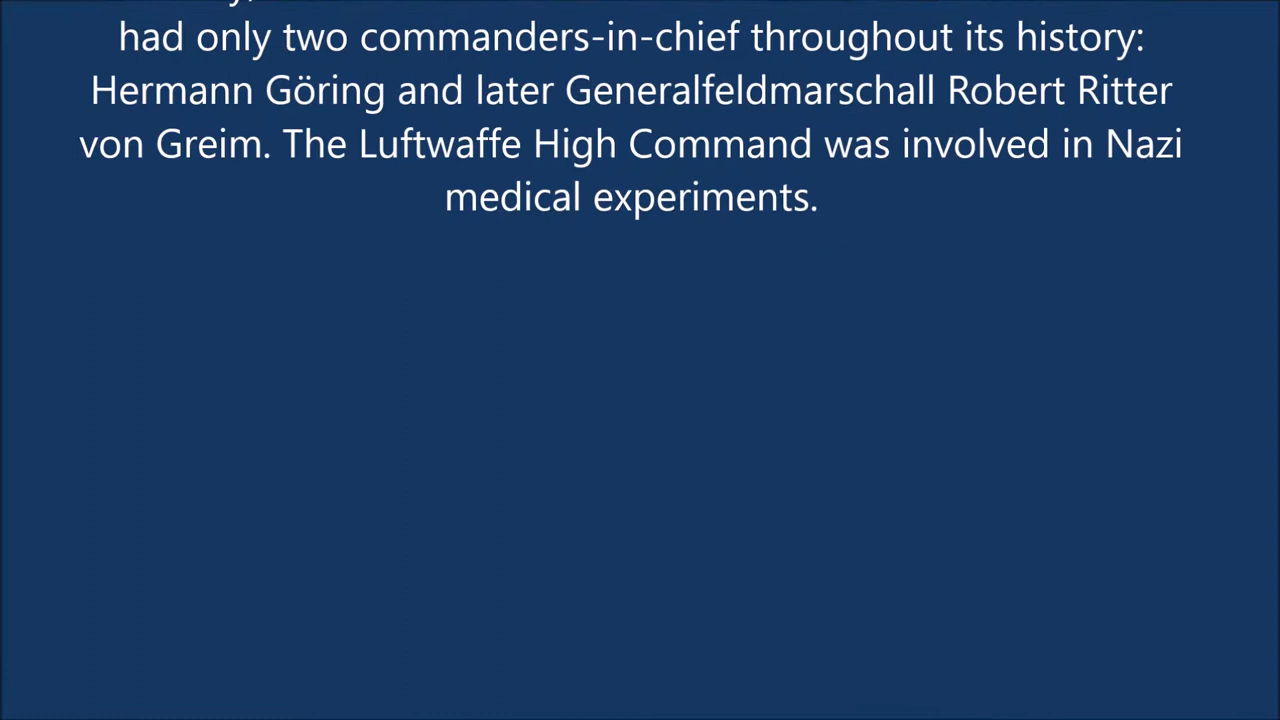 had only two commanders-in-chief throughout its history:
Hermann Göring and later Generalfeldmarschall Robert Ritter
von Greim. The Luftwaffe High Command was involved in Nazi
medical experiments.